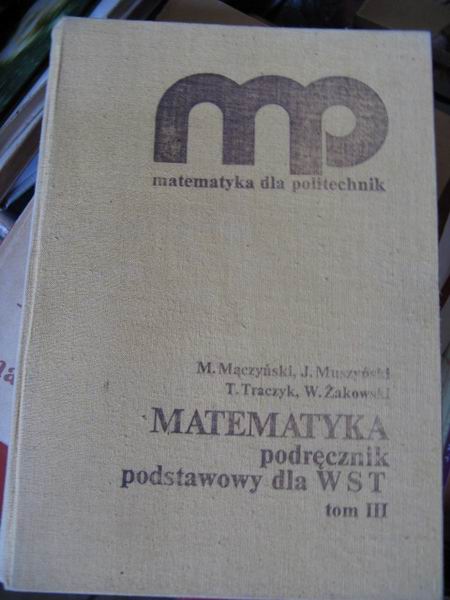 mp
matematyka dla politechnik
M. Mączyński, J. Muszyński
T. Traczyk, W. Żakowski
MATEMATYKA
podręcznik
podstawowy dla WST
tom III